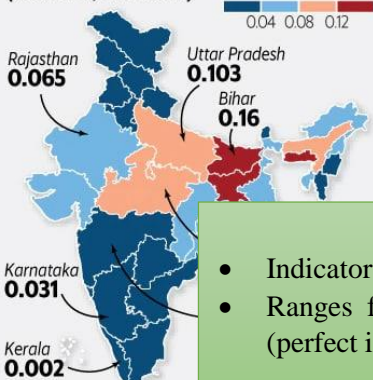 0.04 0.08 0.12
Rajasthan
0.065
Uttar Pradesh
0.103
Bihar
0.16
Karnataka
0.031
Kerala
0.002
• Indicator
• Ranges f
(perfect i